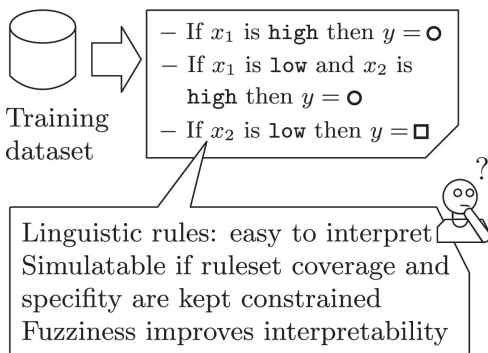 – If x₁ is high then y = ○
– If x₁ is low and x₂ is
high then y = ○
– If x₂ is low then y = □
Training
dataset
?
Linguistic rules: easy to interpret
Simulatable if ruleset coverage and
specifity are kept constrained
Fuzziness improves interpretability